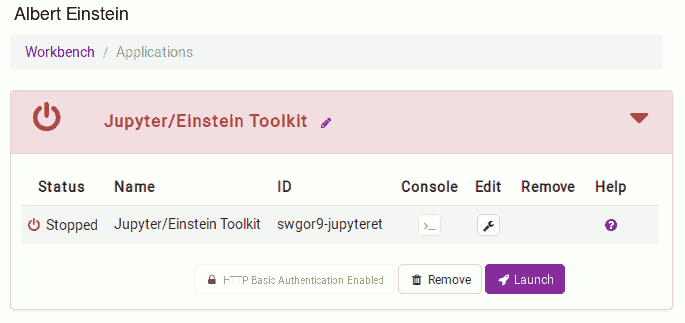 Albert Einstein
Workbench / Applications
Jupyter/Einstein Toolkit
Status Name ID Console Edit Remove Help
Stopped Jupyter/Einstein Toolkit swgor9-jupyteret >_ ?
HTTP Basic Authentication Enabled Remove Launch